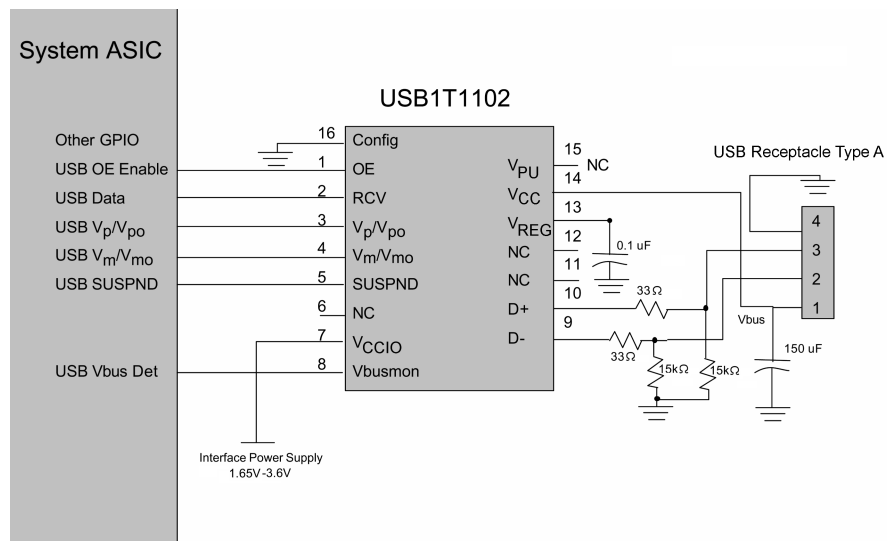 System ASIC
USB1T1102
Other GPIO
16
Config
15
USB Receptacle Type A
USB OE Enable
1
OE
VPU
NC
14
USB Data
2
RCV
VCC
13
USB Vp/Vpo
3
Vp/Vpo
VREG
4
12
0.1 uF
USB Vm/Vmo
4
Vm/Vmo
NC
3
11
USB SUSPND
5
SUSPND
NC
2
10
33Ω
6
NC
D+
1
9
Vbus
7
VCCIO
D-
33Ω
150 uF
USB Vbus Det
8
Vbusmon
15kΩ
15kΩ
Interface Power Supply
1.65V-3.6V